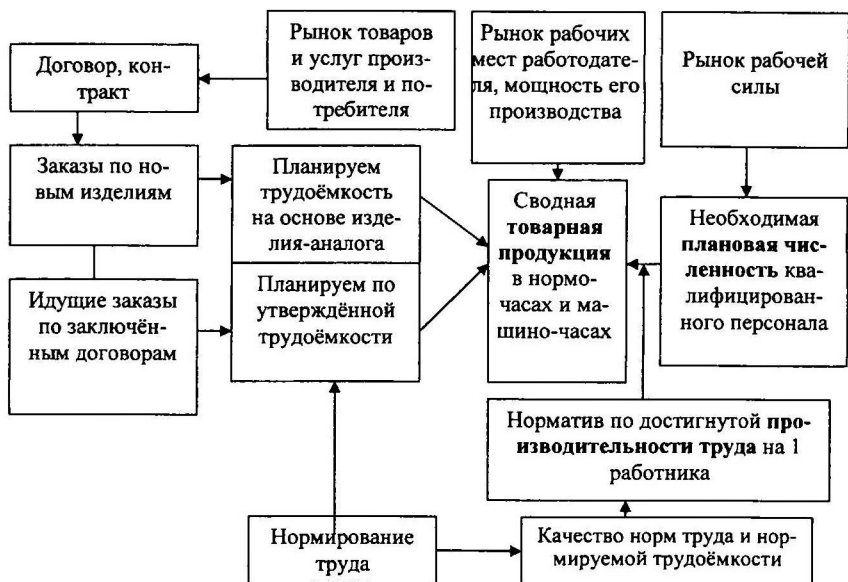 Договор, кон-
тракт
Рынок товаров
и услуг произ-
водителя и по-
требителя
Рынок рабочих
мест работодате-
ля, мощность его
производства
Рынок рабочей
силы
Заказы по но-
вым изделиям
Планируем
трудоёмкость
на основе изде-
лия-аналога
Сводная
товарная
продукция
в нормо-
часах и ма-
шино-часах
Необходимая
плановая чис-
ленность ква-
лифицирован-
ного персонала
Идущие заказы
по заключён-
ным договорам
Планируем по
утверждённой
трудоёмкости
Норматив по достигнутой про-
изводительности труда на 1
работника
Нормирование
труда
Качество норм труда и нор-
мируемой трудоёмкости